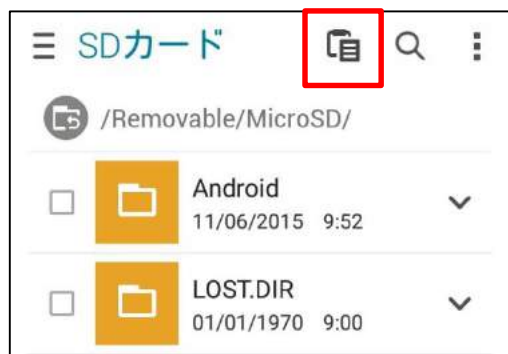 SDカード
/Removable/MicroSD/
Android
11/06/2015 9:52
LOST.DIR
01/01/1970 9:00